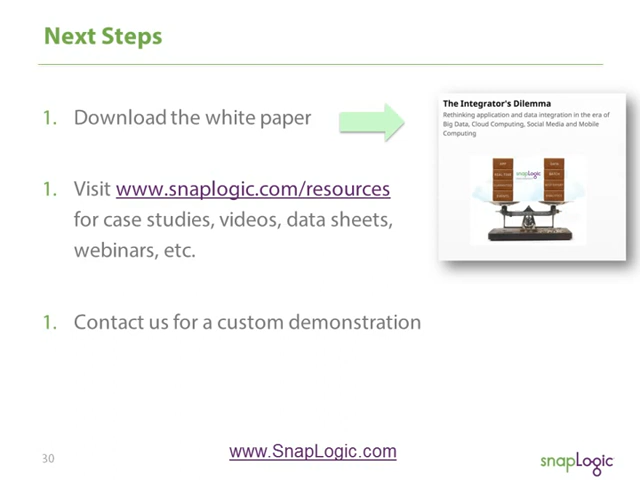 Next Steps
1. Download the white paper
The Integrator's Dilemma
Rethinking application and data integration in the era of
Big Data, Cloud Computing, Social Media and Mobile
Computing
snapLogic
1. Visit www.snaplogic.com/resources
for case studies, videos, data sheets,
webinars, etc.
1. Contact us for a custom demonstration
30
www.SnapLogic.com
snapLogic